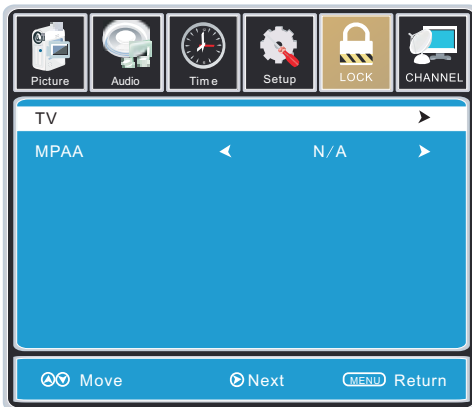 Picture Audio Time Setup LOCK CHANNEL
TV
MPAA N/A
Move Next MENU Return